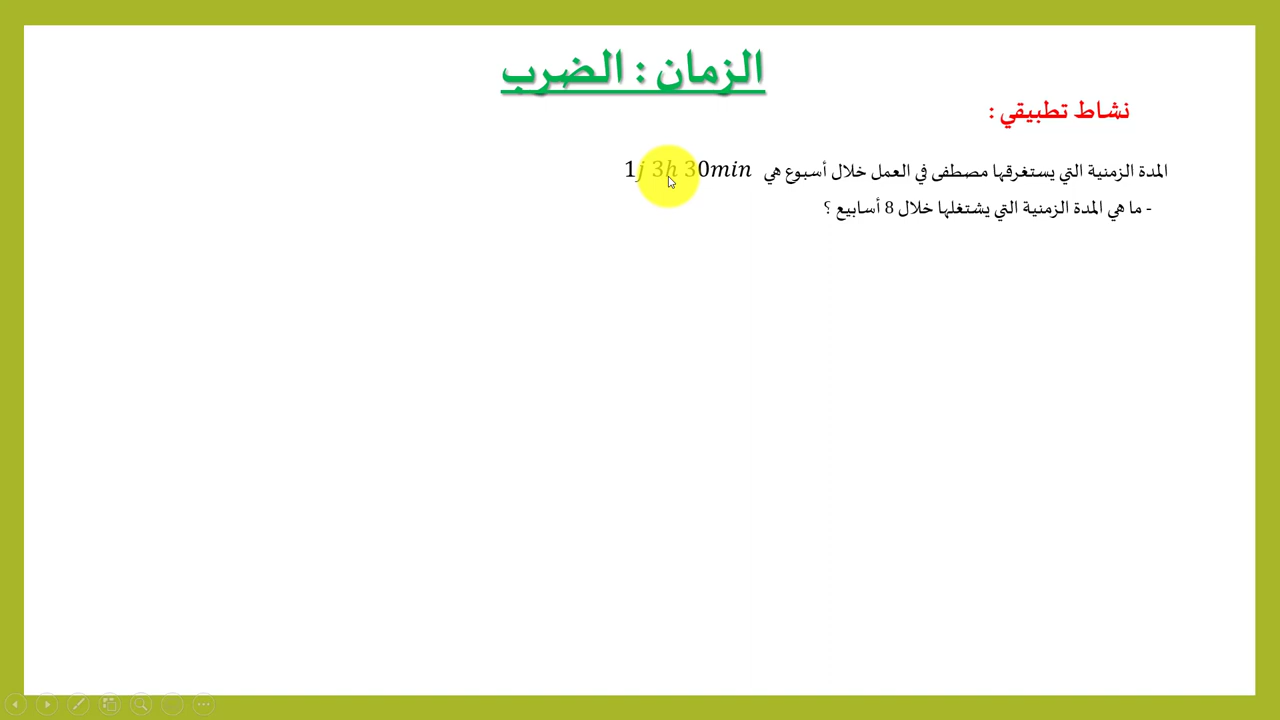 الزمان : الضرب
نشاط تطبيقي :
المدة الزمنية التي يستغرقها مصطفى في العمل خلال أسبوع هي 1j 3h 30min
- ما هي المدة الزمنية التي يشتغلها خلال 8 أسابيع ؟